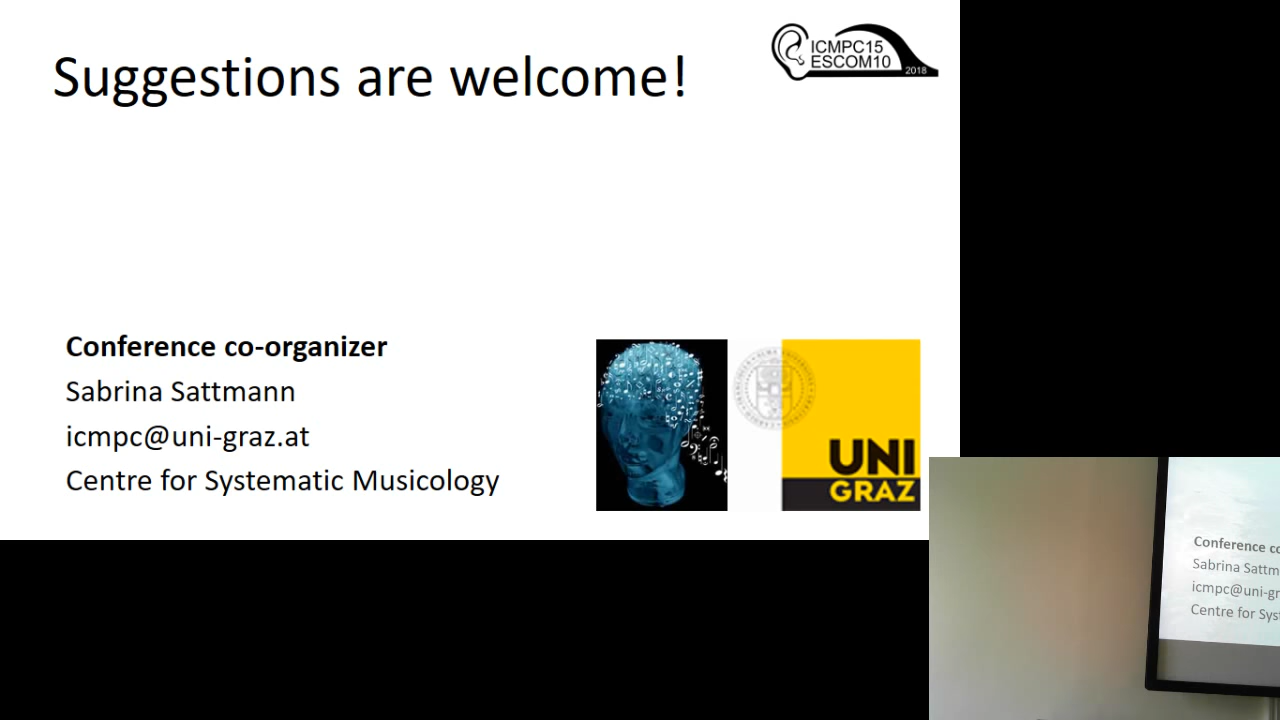 Suggestions are welcome!
ICMPC15
ESCOM10
2018
Conference co-organizer
Sabrina Sattmann
icmpc@uni-graz.at
Centre for Systematic Musicology
UNI
GRAZ
Conference co
Sabrina Sattm
icmpc@uni-gr
Centre for Syst